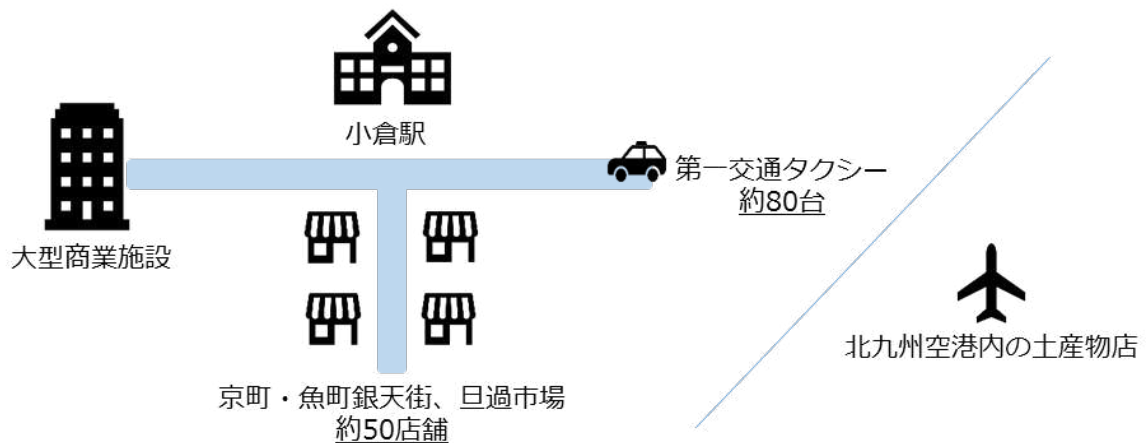 小倉駅
第一交通タクシー
約80台
大型商業施設
北九州空港内の土産物店
京町・魚町銀天街、旦過市場
約50店舗